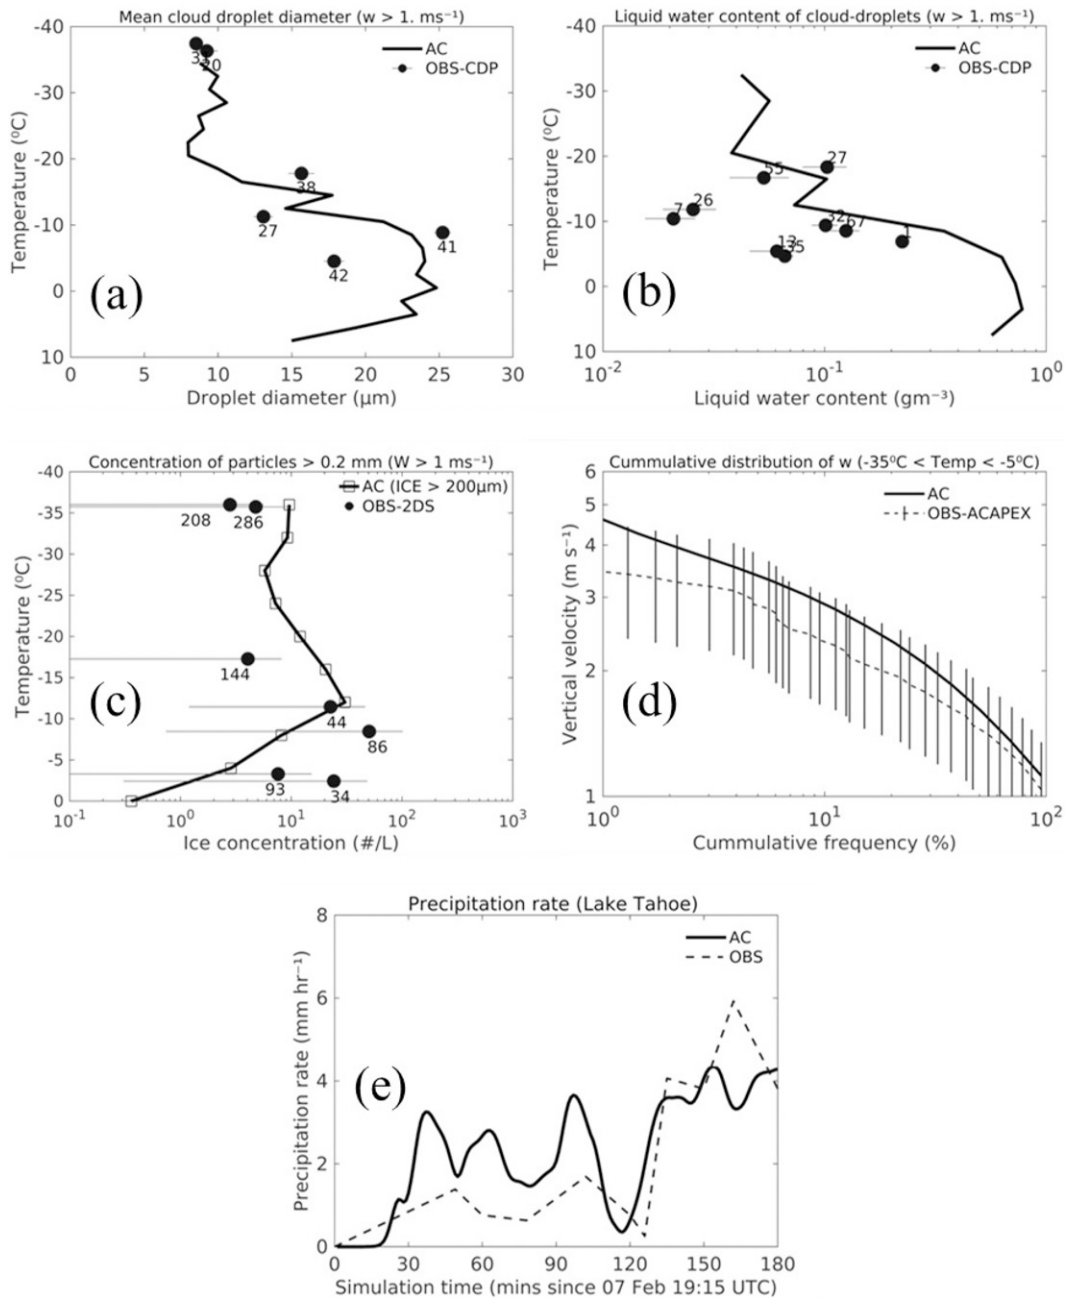 Mean cloud droplet diameter (w > 1. ms⁻¹)
-40
-30
-20
-10
0
10
Temperature (⁰C)
AC
OBS-CDP
20
38
27
41
42
(a)
0 5 10 15 20 25 30
Droplet diameter (μm)
Liquid water content of cloud-droplets (w > 1. ms⁻¹)
-40
-30
-20
-10
0
10
Temperature (⁰C)
AC
OBS-CDP
27
55
26
7
32
67
1
13
35
(b)
10⁻² 10⁻¹ 10⁰
Liquid water content (gm⁻³)
Concentration of particles > 0.2 mm (W > 1 ms⁻¹)
-40
-35
-30
-20
-10
-5
0
Temperature (⁰C)
AC (ICE > 200μm)
OBS-2DS
208 286
144
44
86
93
34
(c)
10⁻¹ 10⁰ 10¹ 10² 10³
Ice concentration (#/L)
Cummulative distribution of w (-35⁰C < Temp < -5⁰C)
6
5
4
3
2
1
Vertical velocity (m s⁻¹)
AC
OBS-ACAPEX
(d)
10⁰ 10¹ 10²
Cummulative frequency (%)
Precipitation rate (Lake Tahoe)
8
6
4
2
0
Precipitation rate (mm hr⁻¹)
AC
OBS
(e)
0 30 60 90 120 150 180
Simulation time (mins since 07 Feb 19:15 UTC)